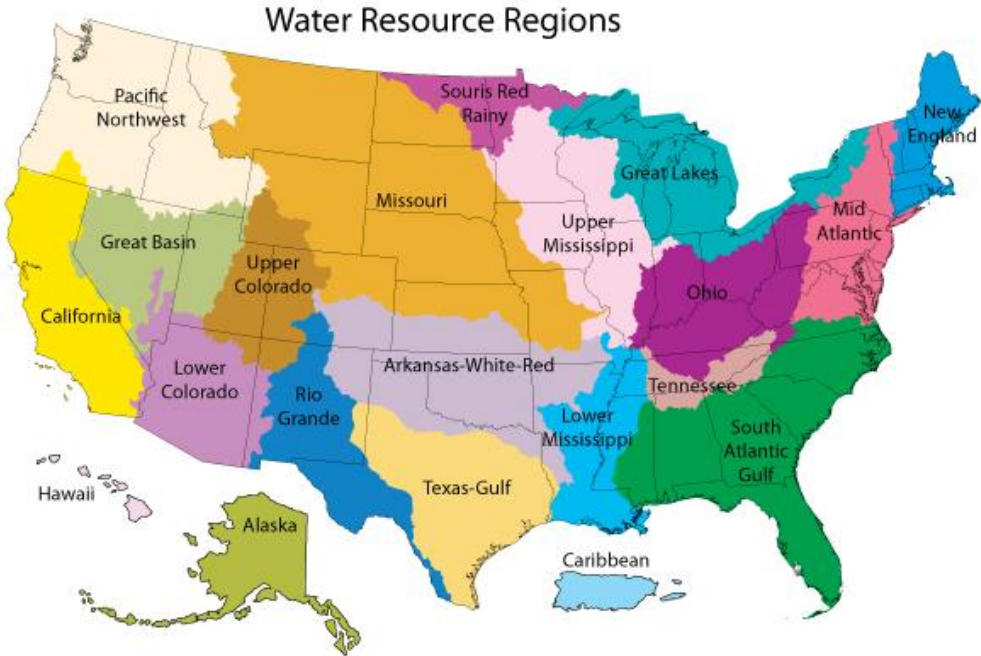 Water Resource Regions
Pacific
Northwest
Souris Red
Rainy
New
England
Great Lakes
Missouri
Upper
Mississippi
Mid
Atlantic
Great Basin
Upper
Colorado
Ohio
California
Lower
Colorado
Rio
Grande
Arkansas-White-Red
Tennessee
Lower
Mississippi
South
Atlantic
Gulf
Texas-Gulf
Hawaii
Alaska
Caribbean